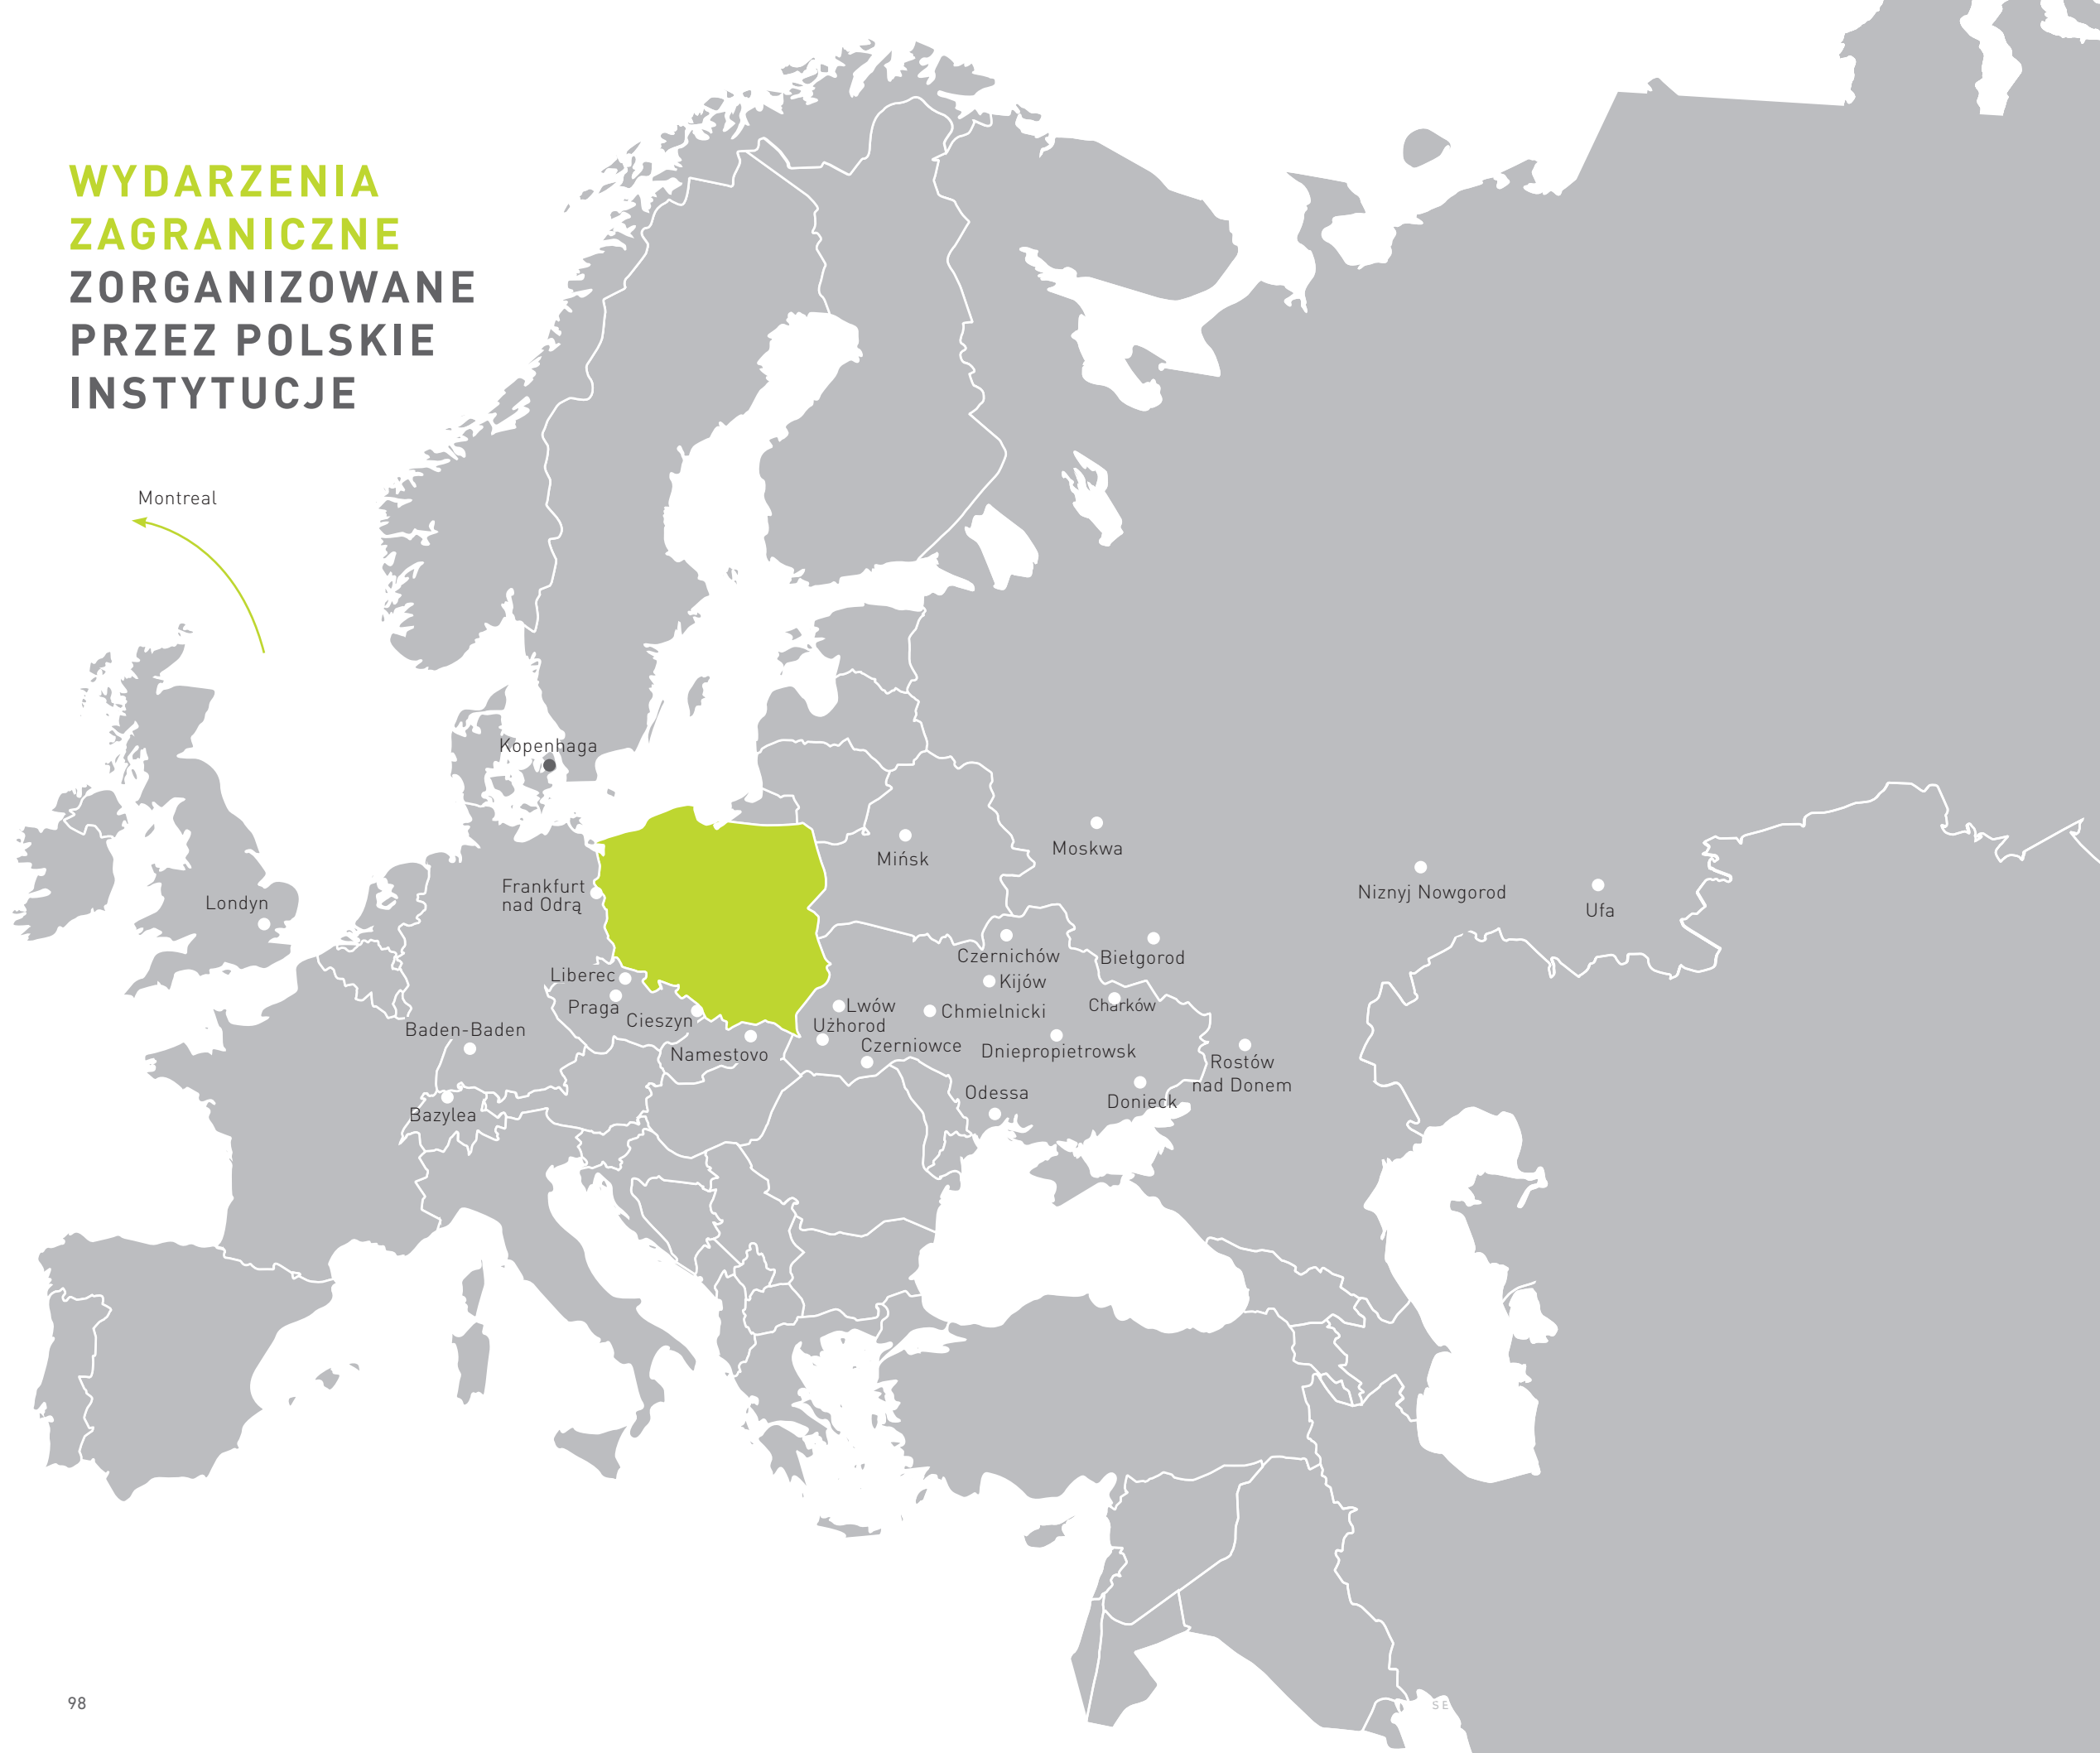 WYDARZENIA
ZAGRANICZNE
ZORGANIZOWANE
PRZEZ POLSKIE
INSTYTUCJE
Montreal
Kopenhaga
Londyn
Frankfurt
nad Odrą
Mińsk
Moskwa
Niznyj Nowgorod
Ufa
Liberec
Praga
Cieszyn
Czernichów
Biełgorod
Kijów
Lwów
Chmielnicki
Charków
Użhorod
Baden-Baden
Namestovo
Czerniowce
Dniepropietrowsk
Rostów
nad Donem
Bazylea
Odessa
Donieck
98
SE